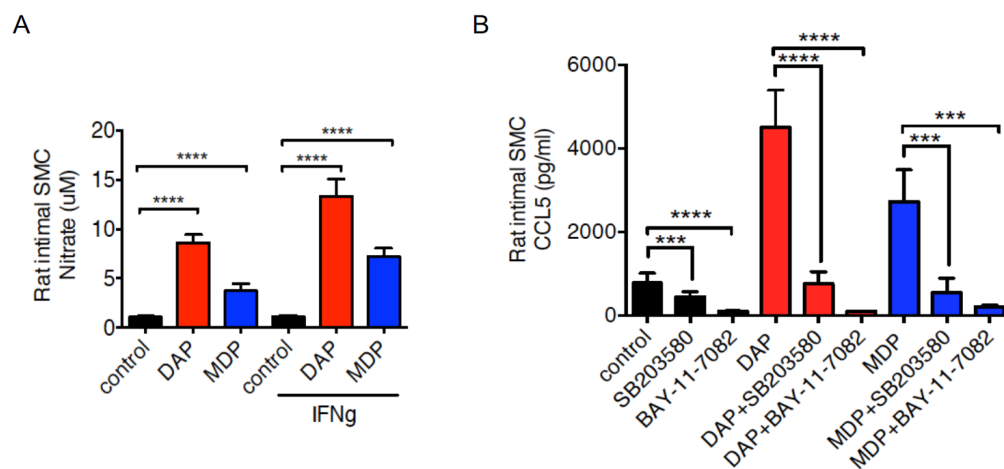 A
B
Rat intimal SMC
Nitrate (uM)
20
15
10
5
0
****
****
****
****
control
DAP
MDP
control
DAP
MDP
IFNg
Rat intimal SMC
CCL5 (pg/ml)
6000
4000
2000
0
****
***
****
****
***
***
control
SB203580
BAY-11-7082
DAP
DAP+SB203580
DAP+BAY-11-7082
MDP
MDP+SB203580
MDP+BAY-11-7082